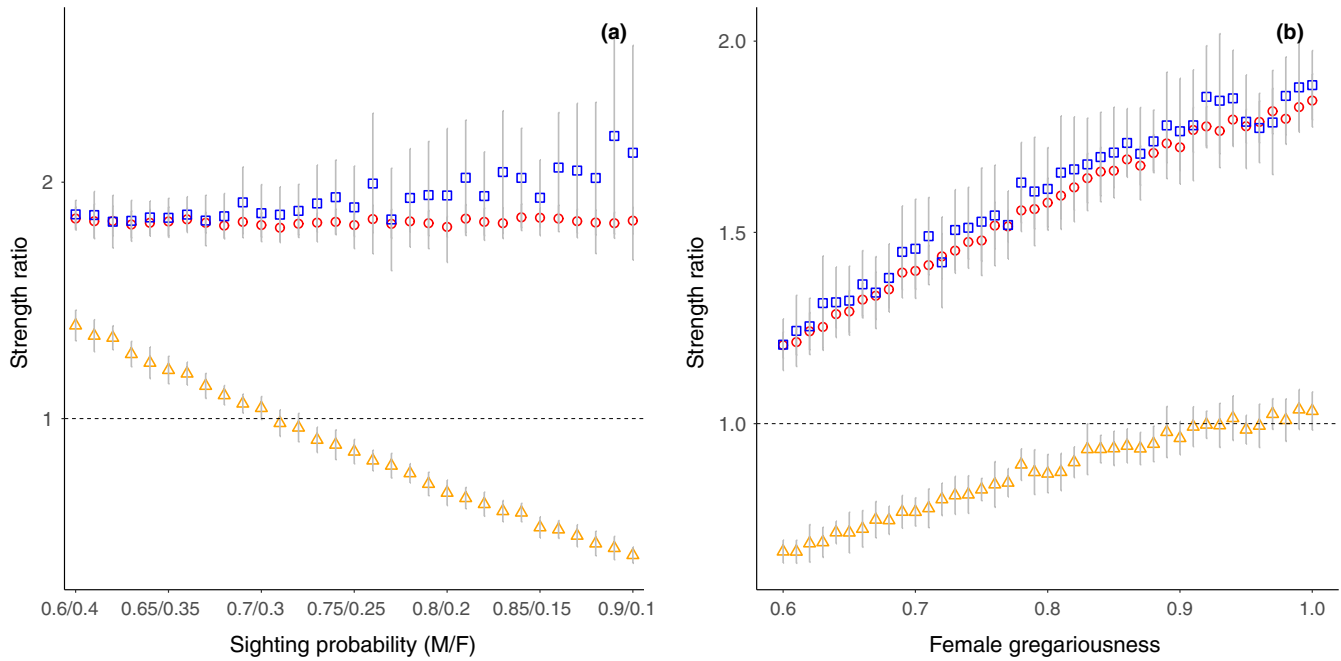 (a)
Strength ratio
2
1
0.6/0.4 0.65/0.35 0.7/0.3 0.75/0.25 0.8/0.2 0.85/0.15 0.9/0.1
Sighting probability (M/F)
(b)
Strength ratio
2.0
1.5
1.0
0.6 0.7 0.8 0.9 1.0
Female gregariousness